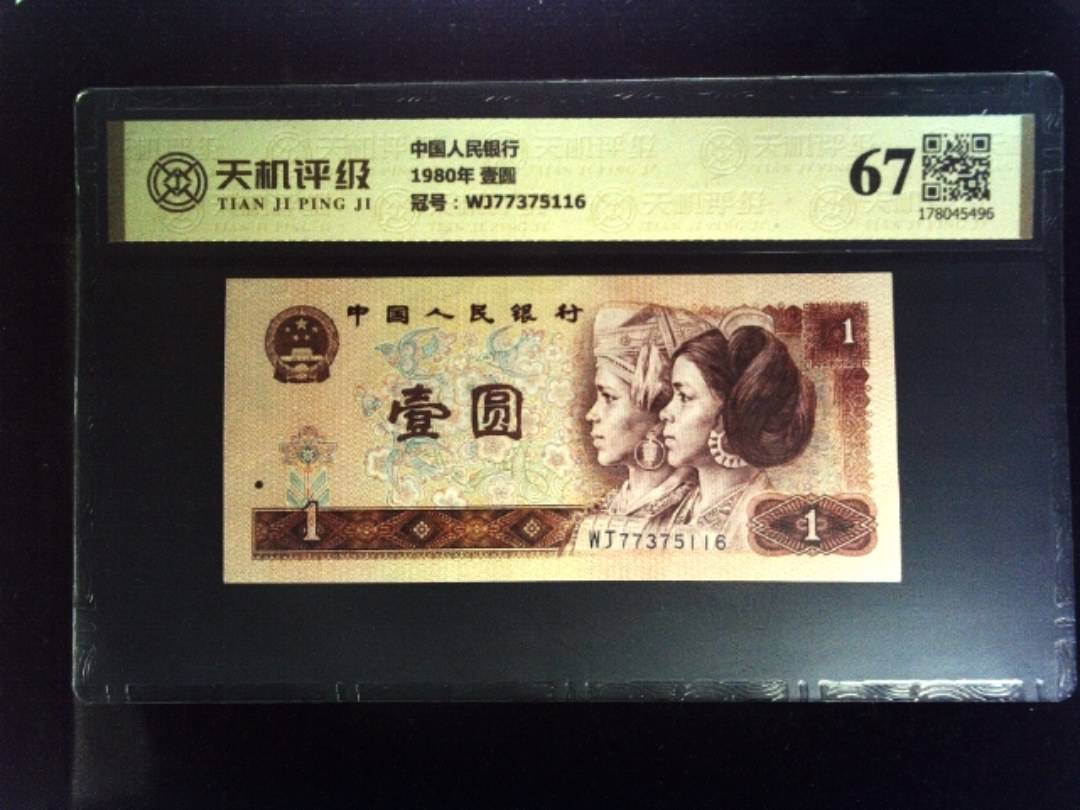 天机评级
TIAN JI PING JI
中国人民银行
1980年 壹圆
冠号：WJ77375116
67
178045496
中国人民银行
壹圆
1
1
1
WJ77375116